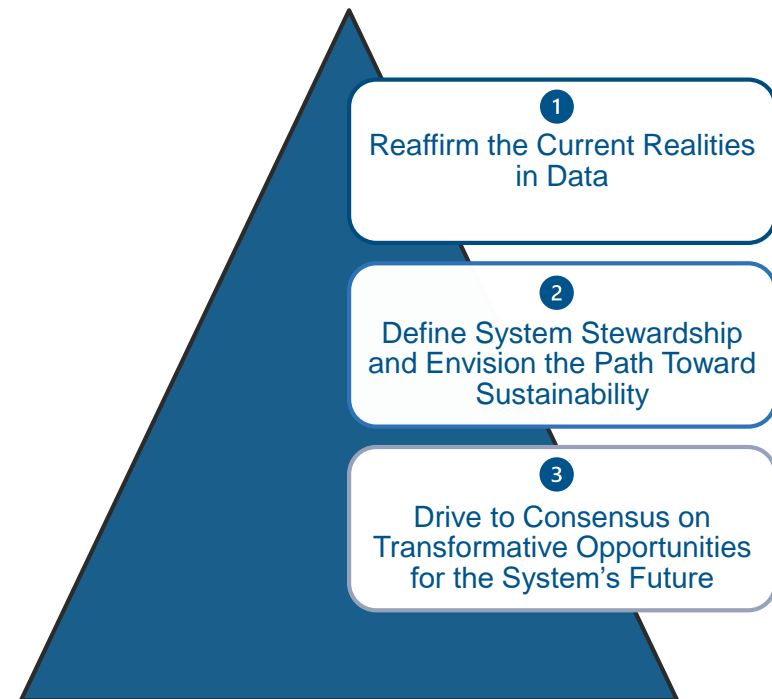 1
Reaffirm the Current Realities
in Data
2
Define System Stewardship
and Envision the Path Toward
Sustainability
3
Drive to Consensus on
Transformative Opportunities
for the System’s Future